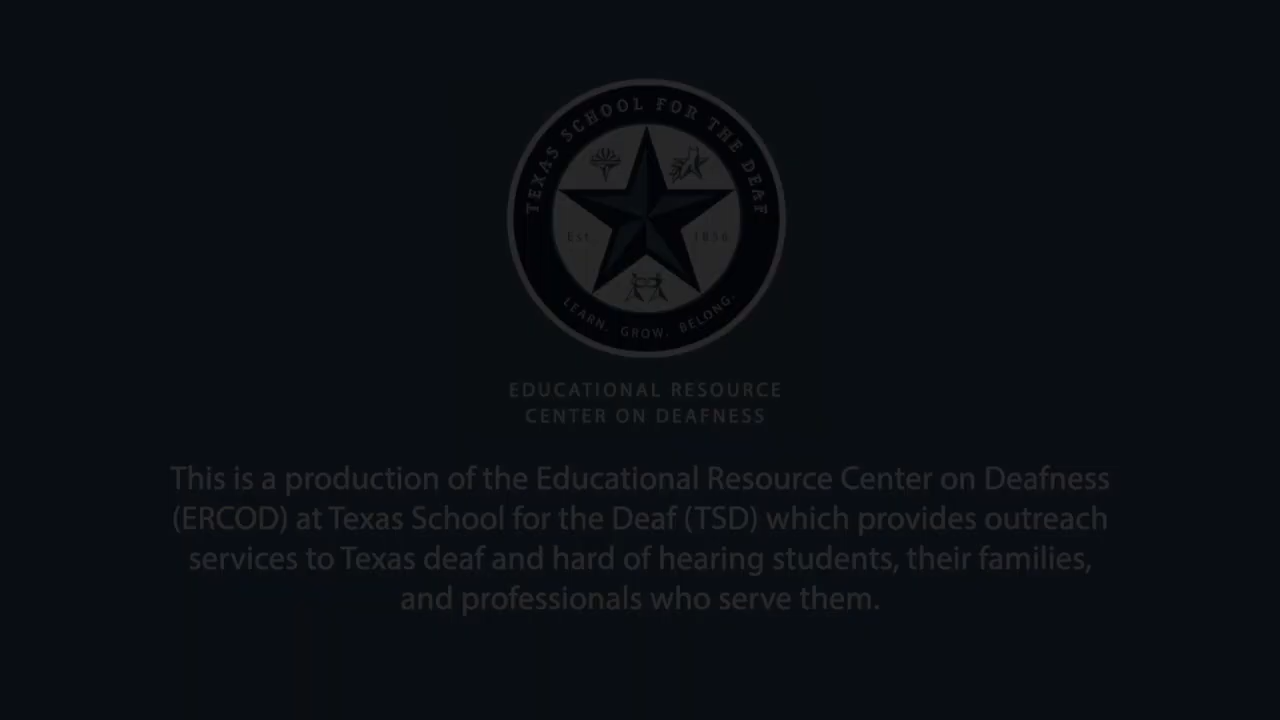 TEXAS SCHOOL FOR THE DEAF
Est. 1856
LEARN. GROW. BELONG.
EDUCATIONAL RESOURCE
CENTER ON DEAFNESS
This is a production of the Educational Resource Center on Deafness
(ERCOD) at Texas School for the Deaf (TSD) which provides outreach
services to Texas deaf and hard of hearing students, their families,
and professionals who serve them.